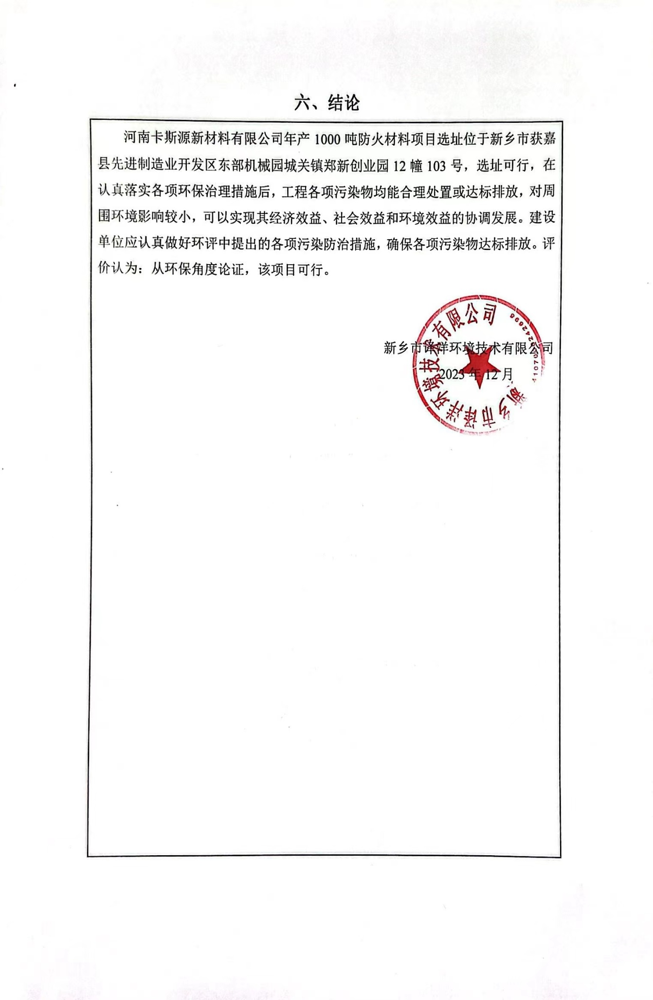 六、结论
河南卡斯源新材料有限公司年产 1000 吨防火材料项目选址位于新乡市获嘉
县先进制造业开发区东部机械园城关镇郑新创业园 12 幢 103 号，选址可行，在
认真落实各项环保治理措施后，工程各项污染物均能合理处置或达标排放，对周
围环境影响较小，可以实现其经济效益、社会效益和环境效益的协调发展。建设
单位应认真做好环评中提出的各项污染防治措施，确保各项污染物达标排放。评
价认为：从环保角度论证，该项目可行。
新乡市译洋环境技术有限公司
2023 年 12 月
新乡市译洋环境技术有限公司